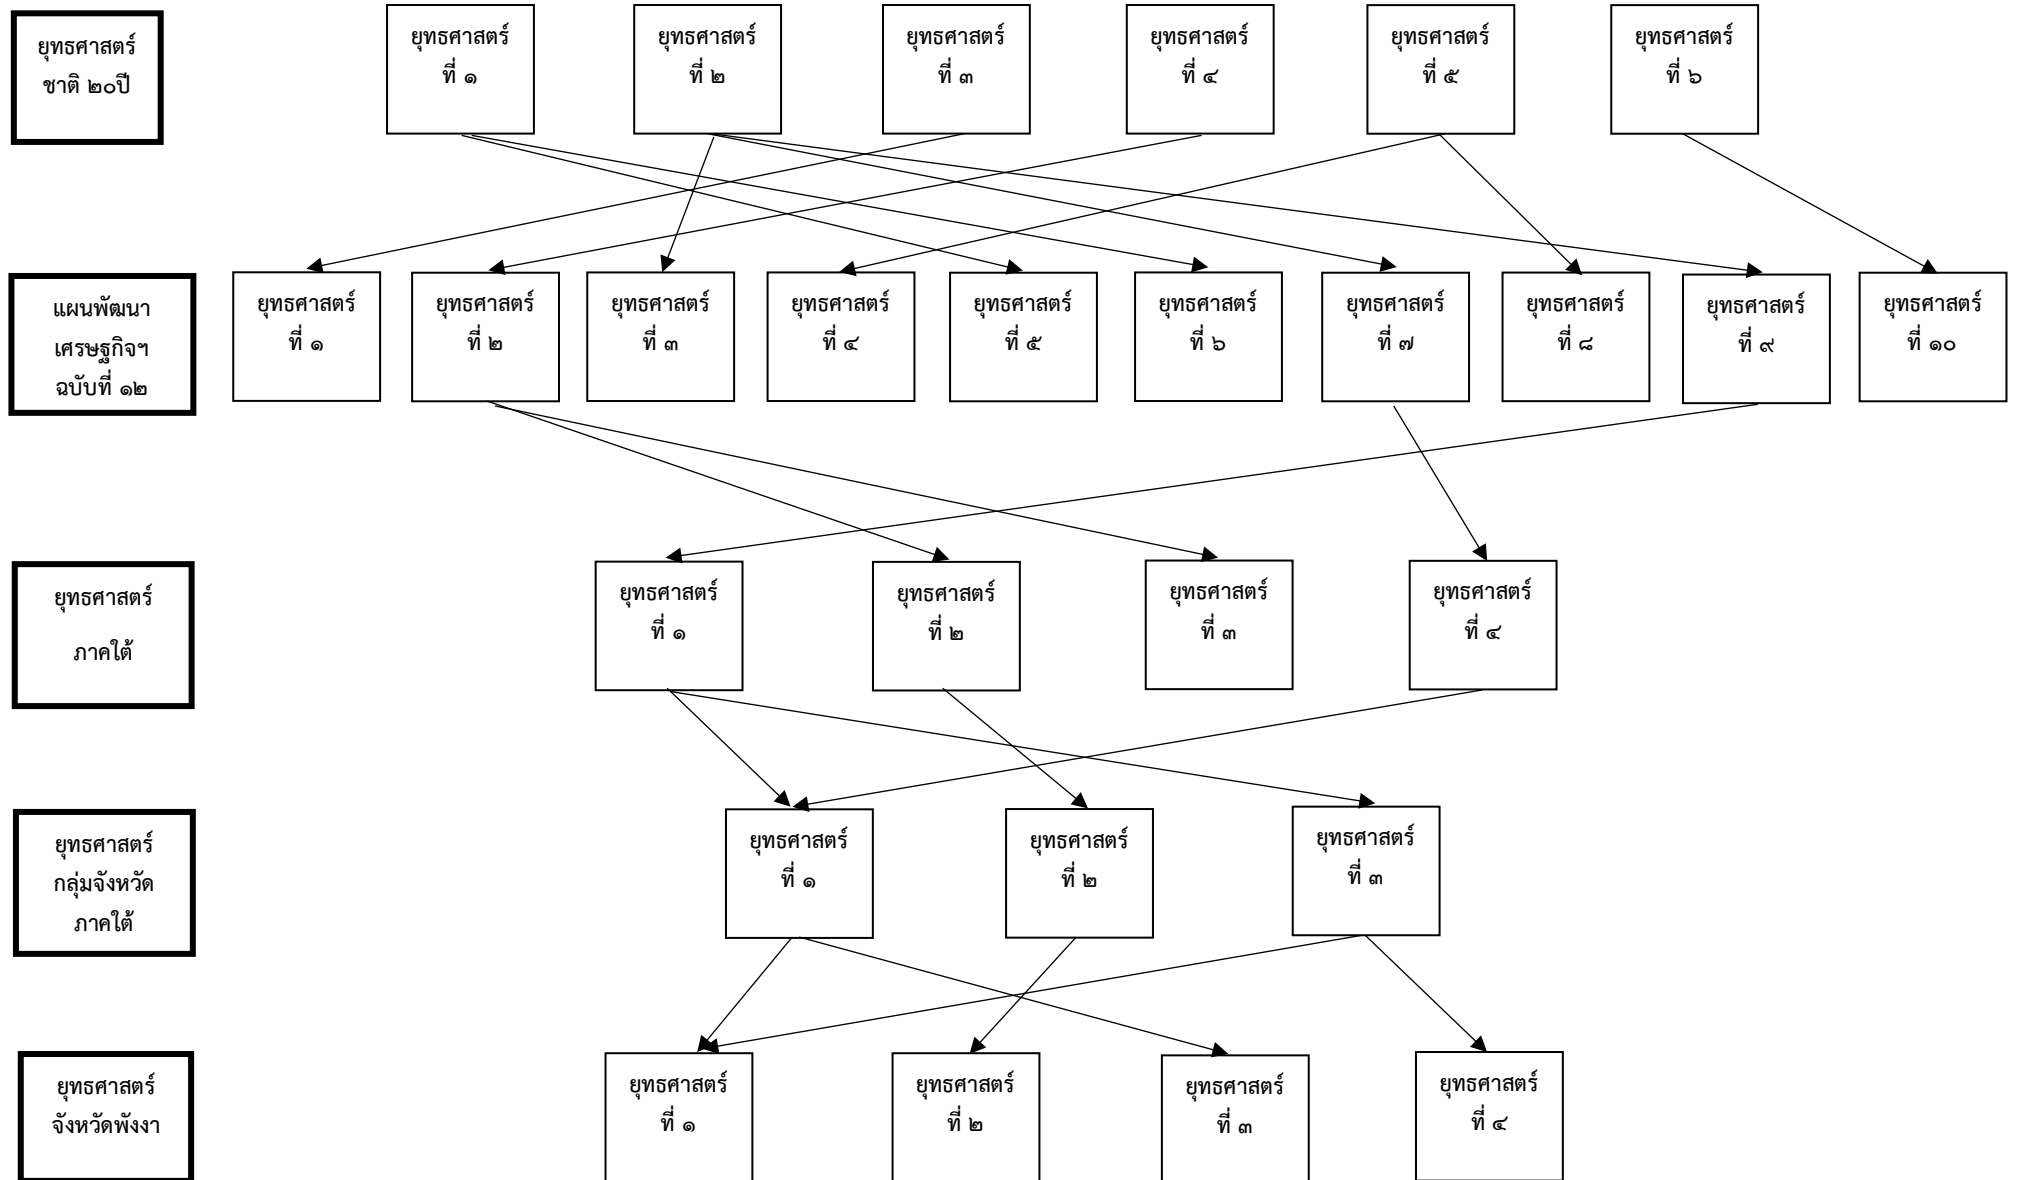 ยุทธศาสตร์
ชาติ ๒๐ปี
ยุทธศาสตร์
ที่ ๑
ยุทธศาสตร์
ที่ ๒
ยุทธศาสตร์
ที่ ๓
ยุทธศาสตร์
ที่ ๔
ยุทธศาสตร์
ที่ ๕
ยุทธศาสตร์
ที่ ๖
แผนพัฒนา
เศรษฐกิจฯ
ฉบับที่ ๑๒
ยุทธศาสตร์
ที่ ๑
ยุทธศาสตร์
ที่ ๒
ยุทธศาสตร์
ที่ ๓
ยุทธศาสตร์
ที่ ๔
ยุทธศาสตร์
ที่ ๕
ยุทธศาสตร์
ที่ ๖
ยุทธศาสตร์
ที่ ๗
ยุทธศาสตร์
ที่ ๘
ยุทธศาสตร์
ที่ ๙
ยุทธศาสตร์
ที่ ๑๐
ยุทธศาสตร์
ภาคใต้
ยุทธศาสตร์
ที่ ๑
ยุทธศาสตร์
ที่ ๒
ยุทธศาสตร์
ที่ ๓
ยุทธศาสตร์
ที่ ๔
ยุทธศาสตร์
กลุ่มจังหวัด
ภาคใต้
ยุทธศาสตร์
ที่ ๑
ยุทธศาสตร์
ที่ ๒
ยุทธศาสตร์
ที่ ๓
ยุทธศาสตร์
จังหวัดพังงา
ยุทธศาสตร์
ที่ ๑
ยุทธศาสตร์
ที่ ๒
ยุทธศาสตร์
ที่ ๓
ยุทธศาสตร์
ที่ ๔